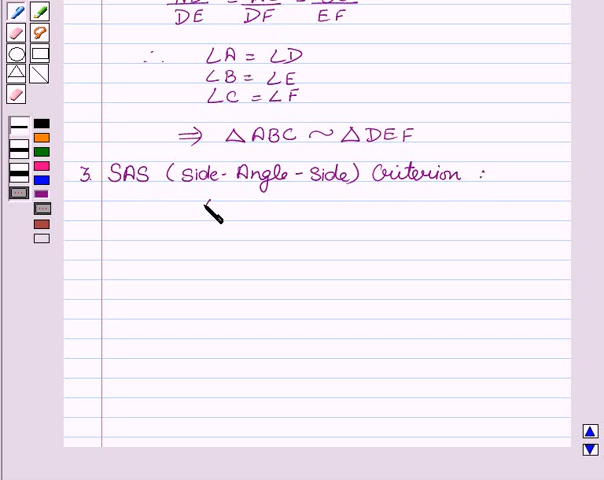 DE DF EF
∴ ∠A = ∠D
∠B = ∠E
∠C = ∠F
⇒ △ABC ~ △DEF
3. SAS (Side-Angle-Side) Criterion :